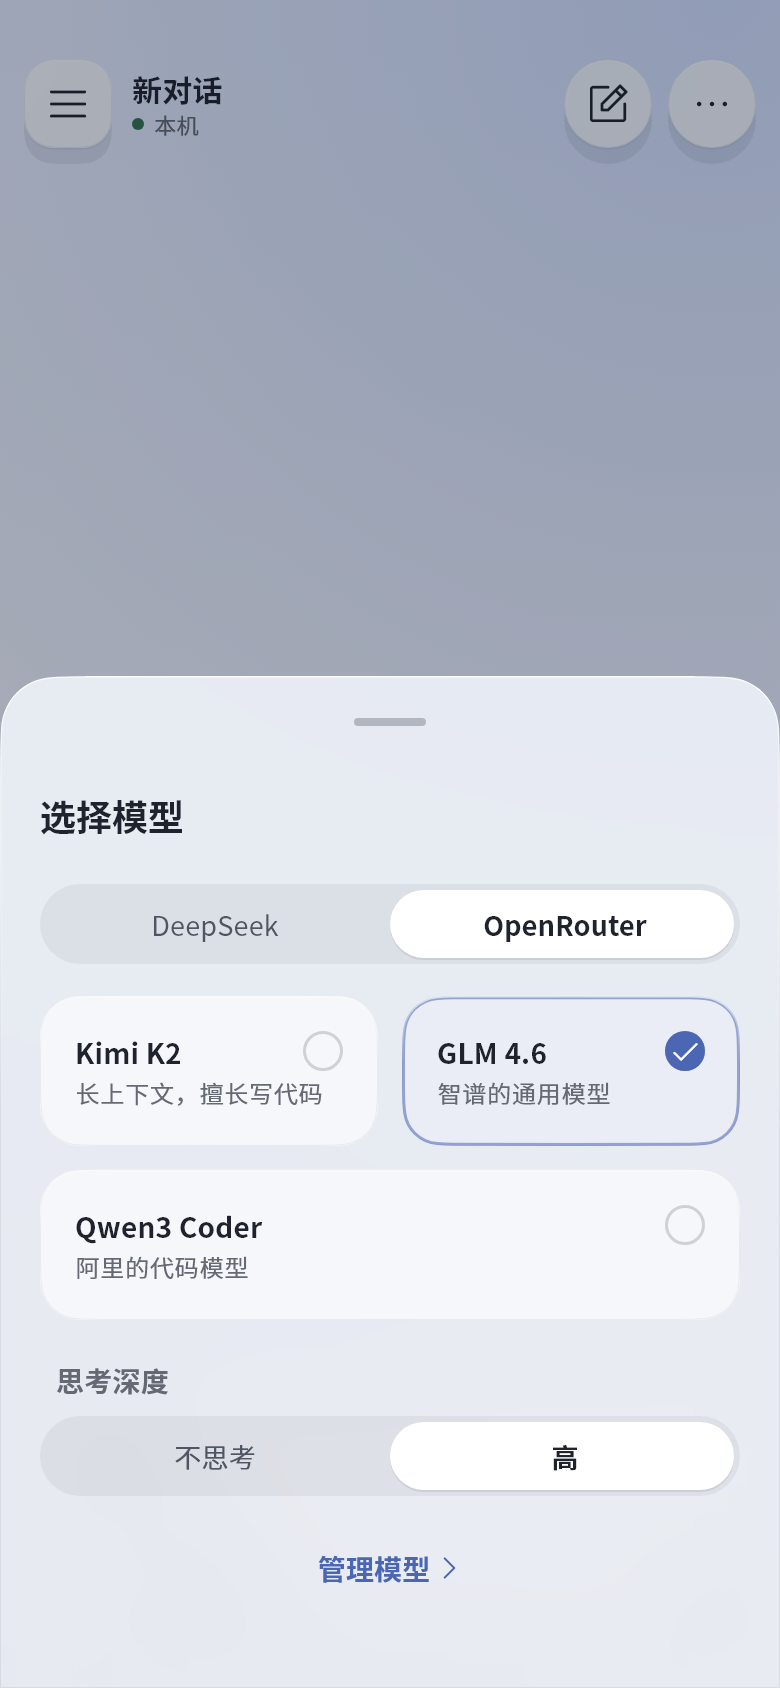 新对话
本机
选择模型
DeepSeek
OpenRouter
Kimi K2
长上下文，擅长写代码
GLM 4.6
智谱的通用模型
Qwen3 Coder
阿里的代码模型
思考深度
不思考
高
管理模型